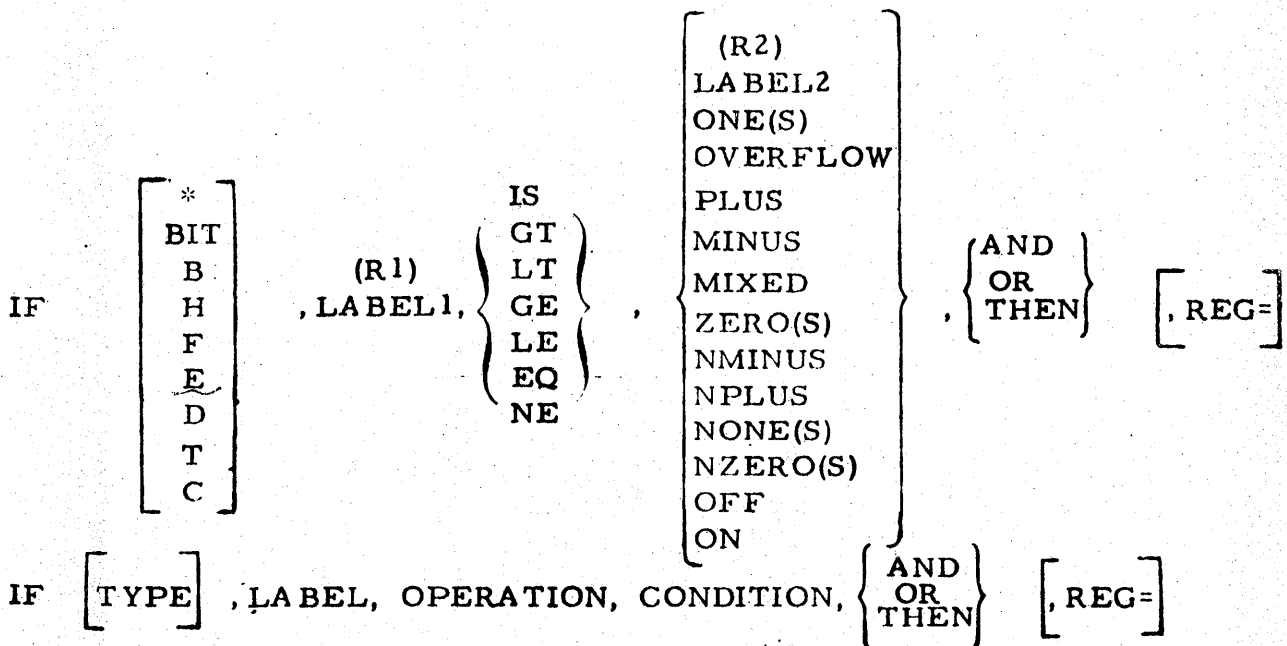 IF
*
BIT
B
H
F
E
D
T
C
(R1)
, LABEL1,
IS
GT
LT
GE
LE
EQ
NE
,
(R2)
LABEL2
ONE(S)
OVERFLOW
PLUS
MINUS
MIXED
ZERO(S)
NMINUS
NPLUS
NONE(S)
NZERO(S)
OFF
ON
,
AND
OR
THEN
, REG=
IF [TYPE] , LABEL, OPERATION, CONDITION,
AND
OR
THEN
[, REG=]